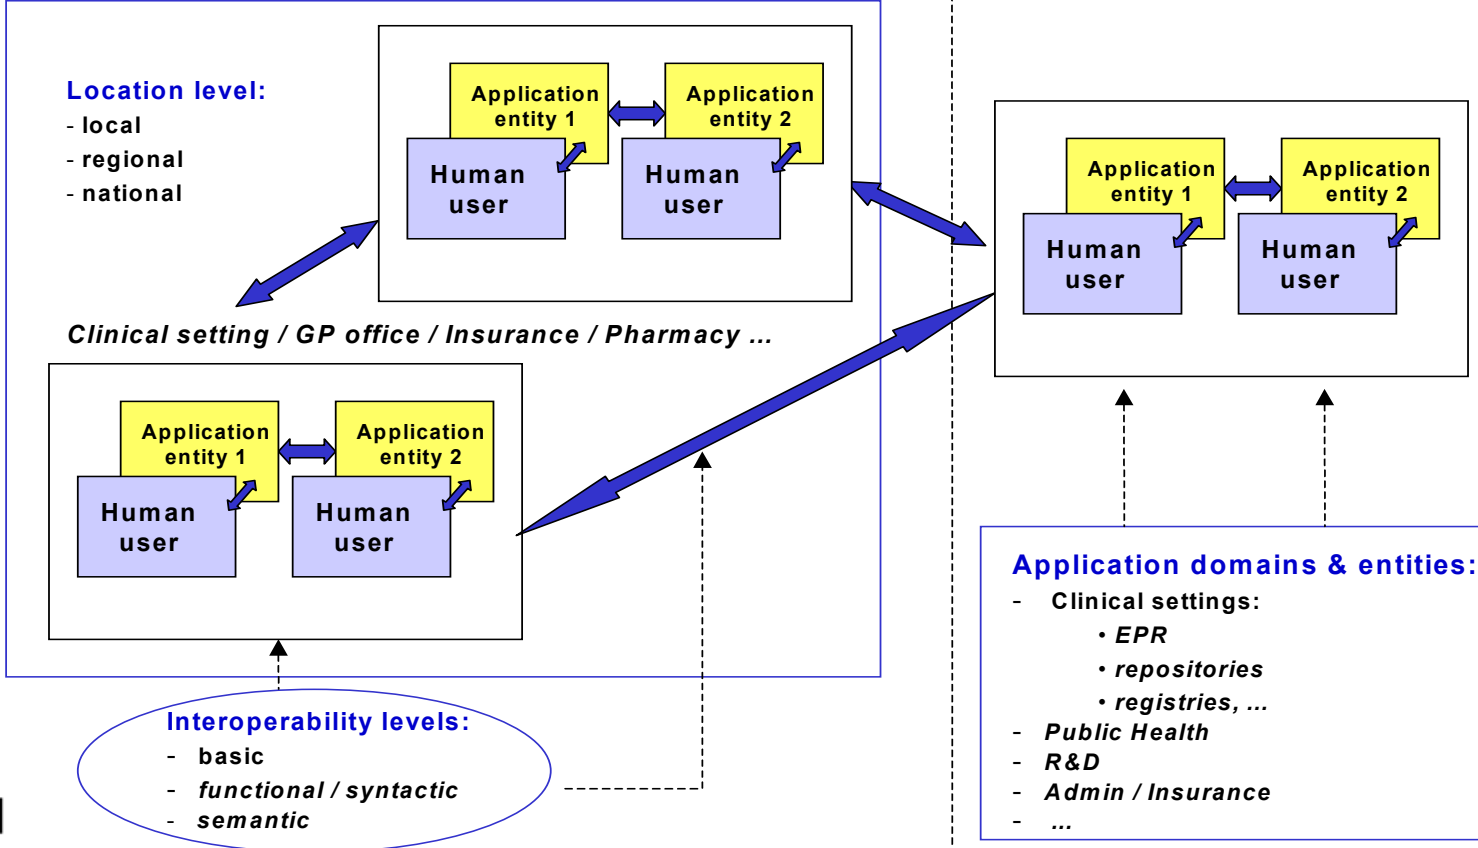 Location level:
- local
- regional
- national
Application
entity 1
Application
entity 2
Human
user
Human
user
Application
entity 1
Application
entity 2
Human
user
Human
user
Clinical setting / GP office / Insurance / Pharmacy ...
Application
entity 1
Application
entity 2
Human
user
Human
user
Interoperability levels:
- basic
- functional / syntactic
- semantic
Application domains & entities:
- Clinical settings:
• EPR
• repositories
• registries, ...
- Public Health
- R&D
- Admin / Insurance
- ...